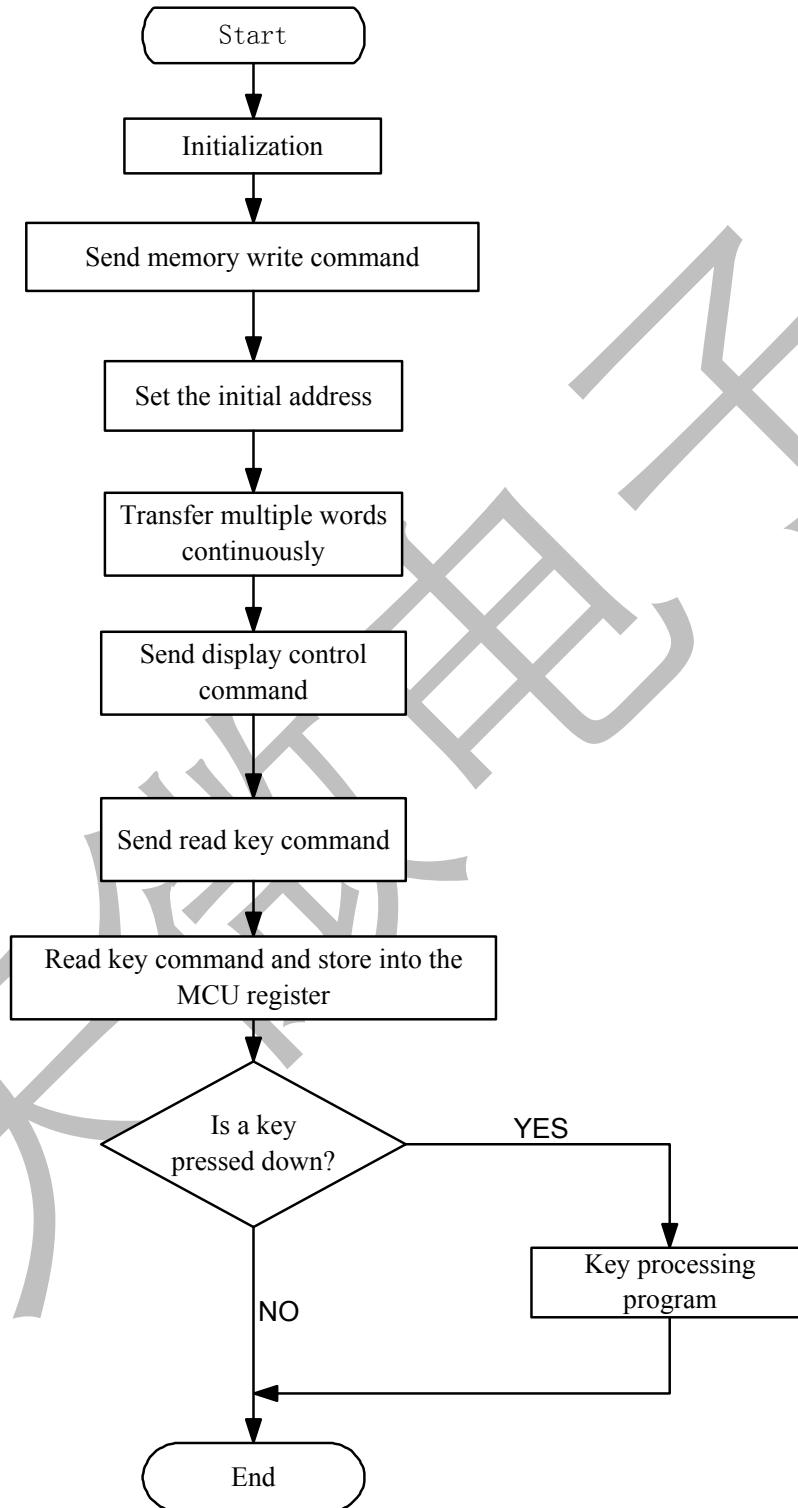 Start
Initialization
Send memory write command
Set the initial address
Transfer multiple words
continuously
Send display control
command
Send read key command
Read key command and store into the
MCU register
Is a key
pressed down?
YES
Key processing
program
NO
End